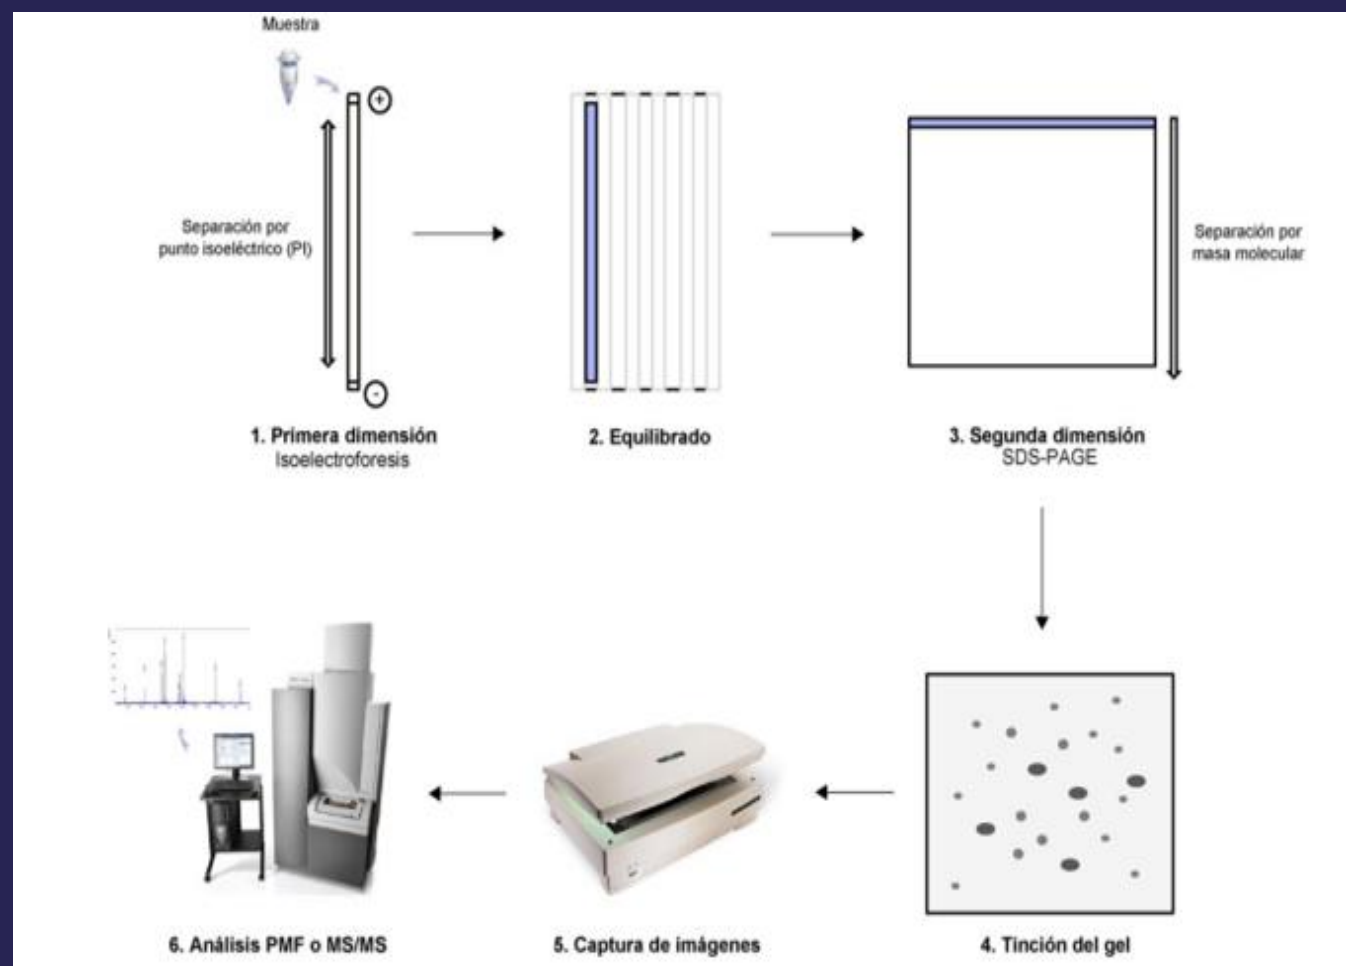 Muestra
+
Separación por
punto isoeléctrico (PI)
-
1. Primera dimensión
Isoelectroforesis
2. Equilibrado
Separación por
masa molecular
3. Segunda dimensión
SDS-PAGE
6. Análisis PMF o MS/MS
5. Captura de imágenes
4. Tinción del gel